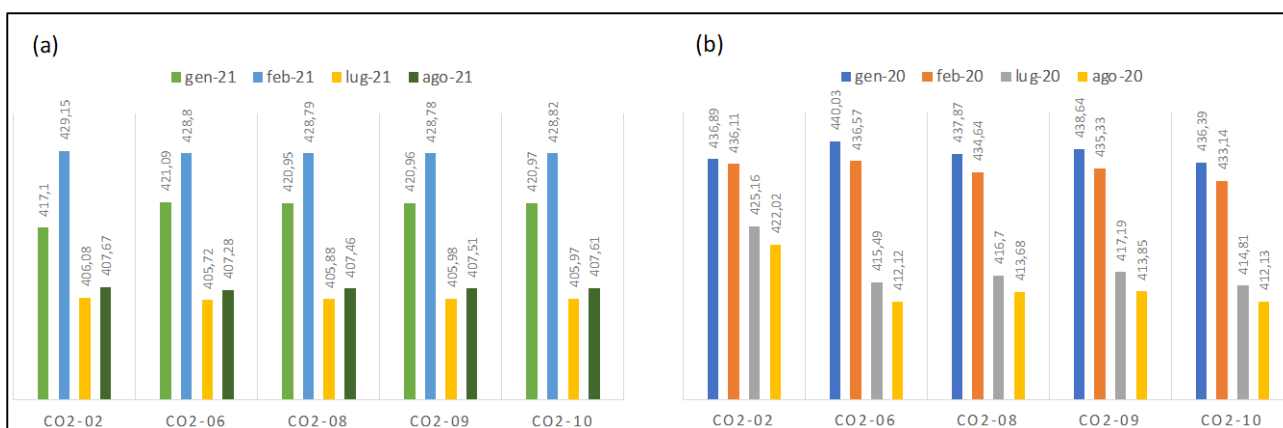 (a)
gen-21 feb-21 lug-21 ago-21
417,1 429,15 406,08 407,67
421,09 428,8 405,72 407,28
420,95 428,79 405,88 407,46
420,96 428,78 405,98 407,51
420,97 428,82 405,97 407,61
CO2-02 CO2-06 CO2-08 CO2-09 CO2-10
(b)
gen-20 feb-20 lug-20 ago-20
436,89 436,11 425,16 422,02
440,03 436,57 415,49 412,12
437,87 434,64 416,7 413,68
438,64 435,33 417,19 413,85
436,39 433,14 414,81 412,13
CO2-02 CO2-06 CO2-08 CO2-09 CO2-10